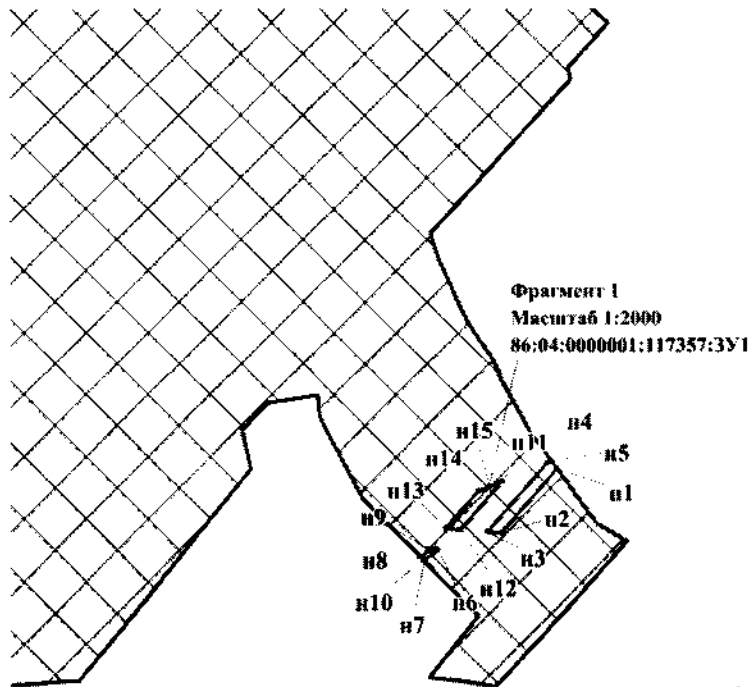 Фрагмент 1
Масштаб 1:2000
86:04:0000001:117357:ЗУ1
н4
н15
н11
н5
н14
н1
н13
н9
н2
н8
н3
н12
н10
н6
н7